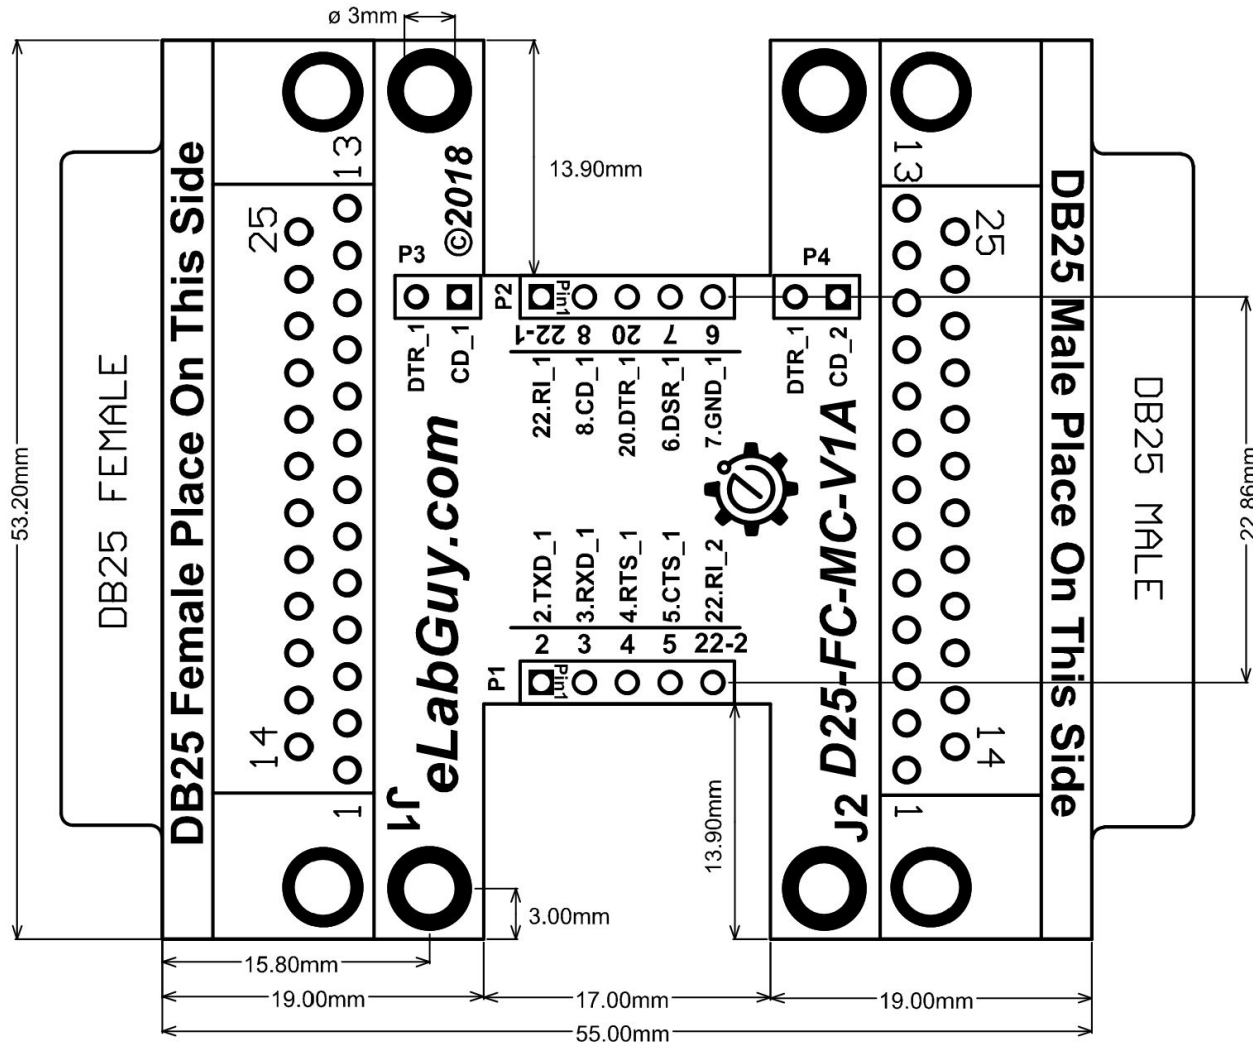 ø 3mm
13.90mm
53.20mm
22.86mm
13.90mm
3.00mm
15.80mm
19.00mm
17.00mm
19.00mm
55.00mm
DB25 FEMALE
DB25 Female Place On This Side
13
25
14
1
©2018
P3
DTR_1
CD_1
eLabGuy.com
J1
P2
Pin1
22-1
8
20
7
6
22.RI_1
8.CD_1
20.DTR_1
6.DSR_1
7.GND_1
2.TXD_1
3.RXD_1
4.RTS_1
5.CTS_1
22.RI_2
2
3
4
5
22-2
P1
Pin1
P4
DTR_1
CD_2
D25-FC-MC-V1A
J2
13
25
14
1
DB25 Male Place On This Side
DB25 MALE